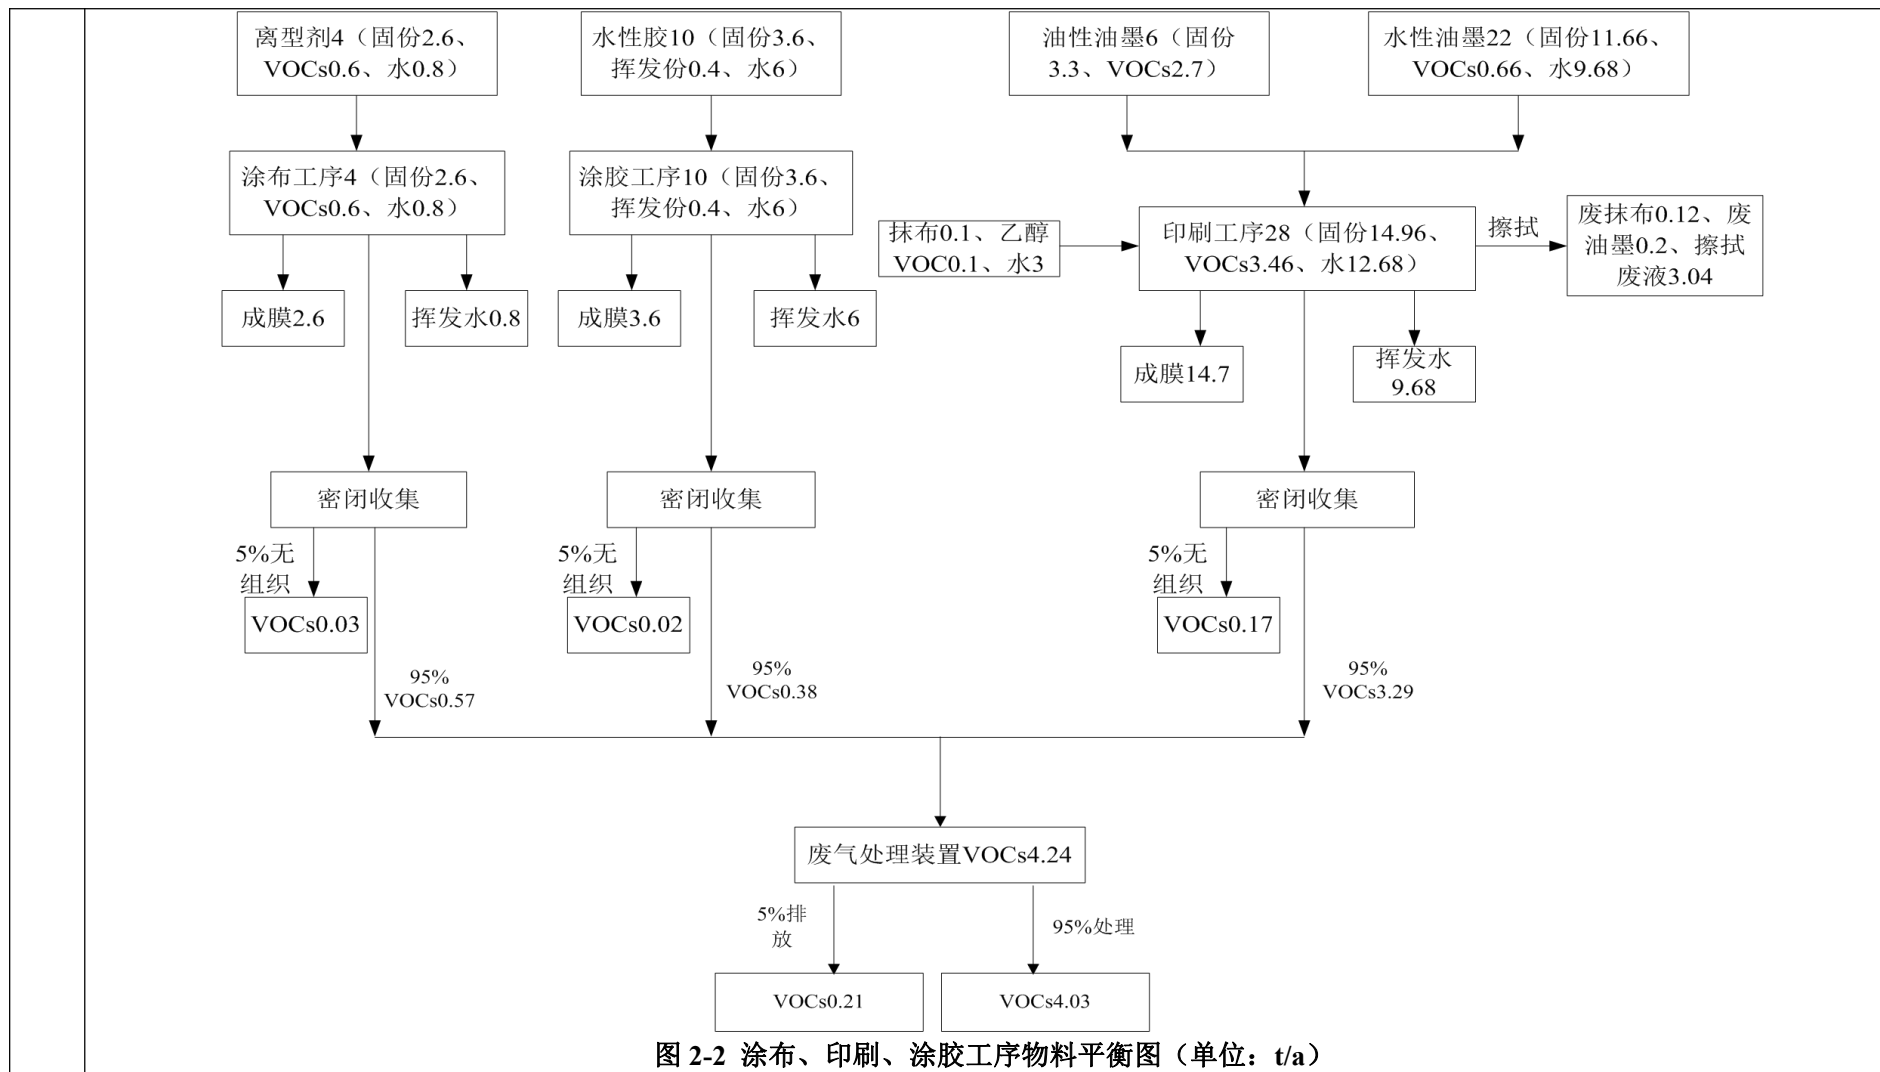 离型剂4（固份2.6、
VOCs0.6、水0.8）
水性胶10（固份3.6、
挥发份0.4、水6）
油性油墨6（固份
3.3、VOCs2.7）
水性油墨22（固份11.66、
VOCs0.66、水9.68）
涂布工序4（固份2.6、
VOCs0.6、水0.8）
涂胶工序10（固份3.6、
挥发份0.4、水6）
抹布0.1、乙醇
VOC0.1、水3
印刷工序28（固份14.96、
VOCs3.46、水12.68）
擦拭
废抹布0.12、废
油墨0.2、擦拭
废液3.04
成膜2.6
挥发水0.8
成膜3.6
挥发水6
成膜14.7
挥发水
9.68
密闭收集
密闭收集
密闭收集
5%无
组织
VOCs0.03
5%无
组织
VOCs0.02
5%无
组织
VOCs0.17
95%
VOCs0.57
95%
VOCs0.38
95%
VOCs3.29
废气处理装置VOCs4.24
5%排
放
95%处理
VOCs0.21
VOCs4.03
图 2-2 涂布、印刷、涂胶工序物料平衡图（单位：t/a）